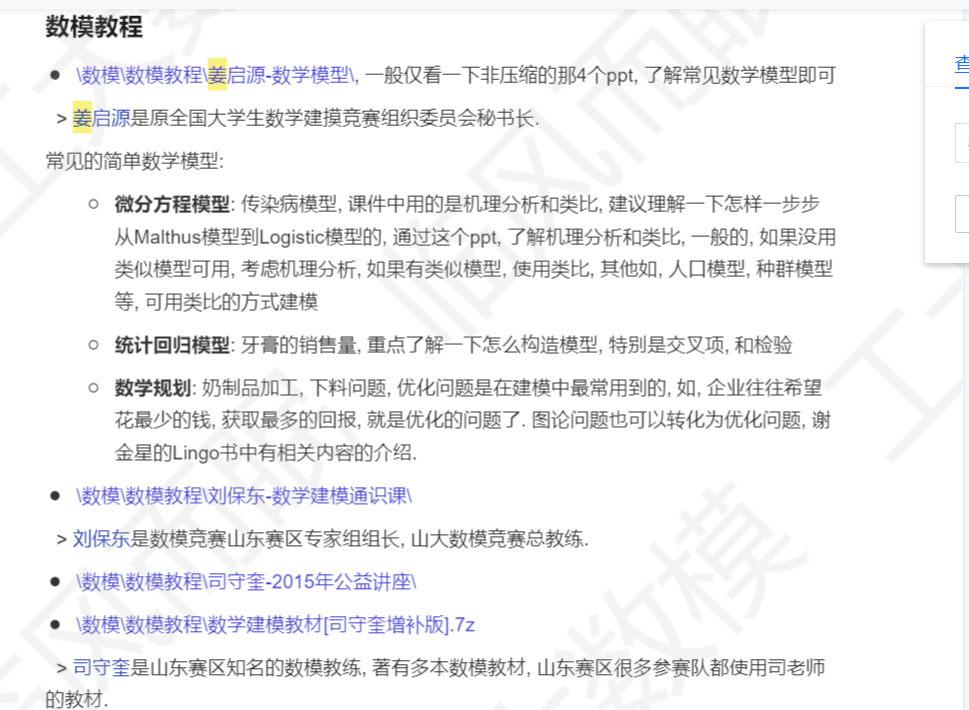 数模教程
\数模\数模教程\姜启源-数学模型\, 一般仅看一下非压缩的那4个ppt, 了解常见数学模型即可
> 姜启源是原全国大学生数学建摸竞赛组织委员会秘书长.
常见的简单数学模型:
微分方程模型: 传染病模型, 课件中用的是机理分析和类比, 建议理解一下怎样一步步
从Malthus模型到Logistic模型的, 通过这个ppt, 了解机理分析和类比, 一般的, 如果没用
类似模型可用, 考虑机理分析, 如果有类似模型, 使用类比, 其他如, 人口模型, 种群模型
等, 可用类比的方式建模
统计回归模型: 牙膏的销售量, 重点了解一下怎么构造模型, 特别是交叉项, 和检验
数学规划: 奶制品加工, 下料问题, 优化问题是在建模中最常用到的, 如, 企业往往希望
花最少的钱, 获取最多的回报, 就是优化的问题了. 图论问题也可以转化为优化问题, 谢
金星的Lingo书中有相关内容的介绍.
\数模\数模教程\刘保东-数学建模通识课\
> 刘保东是数模竞赛山东赛区专家组组长, 山大数模竞赛总教练.
\数模\数模教程\司守奎-2015年公益讲座\
\数模\数模教程\数学建模教材[司守奎增补版].7z
> 司守奎是山东赛区知名的数模教练, 著有多本数模教材, 山东赛区很多参赛队都使用司老师
的教材.